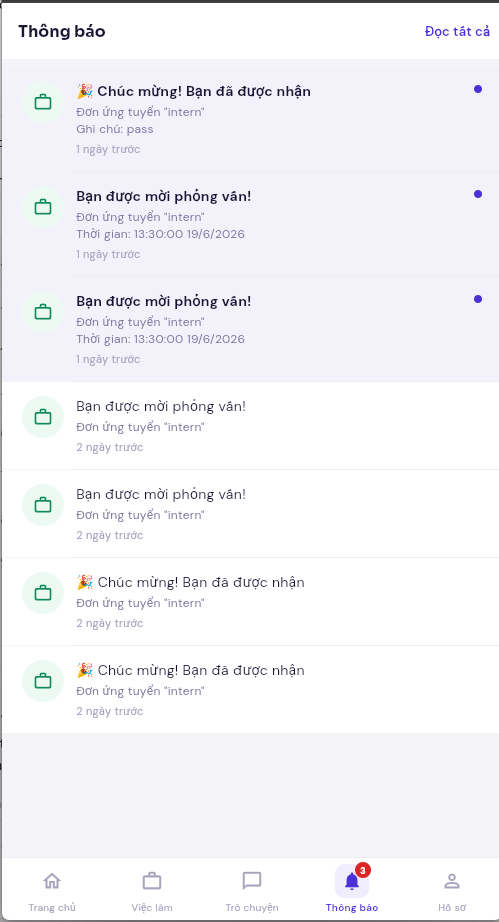 Thông báo
Đọc tất cả
🎉 Chúc mừng! Bạn đã được nhận
Đơn ứng tuyển "intern"
Ghi chú: pass
1 ngày trước
Bạn được mời phỏng vấn!
Đơn ứng tuyển "intern"
Thời gian: 13:30:00 19/6/2026
1 ngày trước
Bạn được mời phỏng vấn!
Đơn ứng tuyển "intern"
Thời gian: 13:30:00 19/6/2026
1 ngày trước
Bạn được mời phỏng vấn!
Đơn ứng tuyển "intern"
2 ngày trước
Bạn được mời phỏng vấn!
Đơn ứng tuyển "intern"
2 ngày trước
🎉 Chúc mừng! Bạn đã được nhận
Đơn ứng tuyển "intern"
2 ngày trước
🎉 Chúc mừng! Bạn đã được nhận
Đơn ứng tuyển "intern"
2 ngày trước
3
Trang chủ
Việc làm
Trò chuyện
Thông báo
Hồ sơ